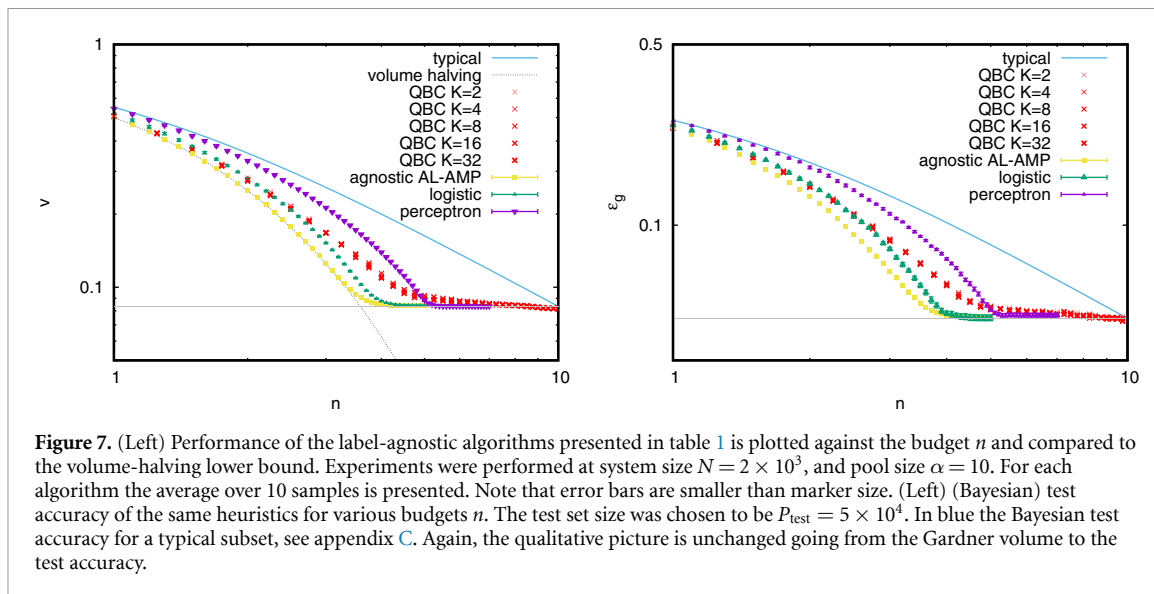 1
0.1
v
1
10
n
typical
volume halving
QBC K=2
QBC K=4
QBC K=8
QBC K=16
QBC K=32
agnostic AL-AMP
logistic
perceptron
0.5
0.1
ε_g
1
10
n
typical
QBC K=2
QBC K=4
QBC K=8
QBC K=16
QBC K=32
agnostic AL-AMP
logistic
perceptron
Figure 7. (Left) Performance of the label-agnostic algorithms presented in table 1 is plotted against the budget n and compared to
the volume-halving lower bound. Experiments were performed at system size N = 2 × 10³, and pool size α = 10. For each
algorithm the average over 10 samples is presented. Note that error bars are smaller than marker size. (Left) (Bayesian) test
accuracy of the same heuristics for various budgets n. The test set size was chosen to be P_test = 5 × 10⁴. In blue the Bayesian test
accuracy for a typical subset, see appendix C. Again, the qualitative picture is unchanged going from the Gardner volume to the
test accuracy.